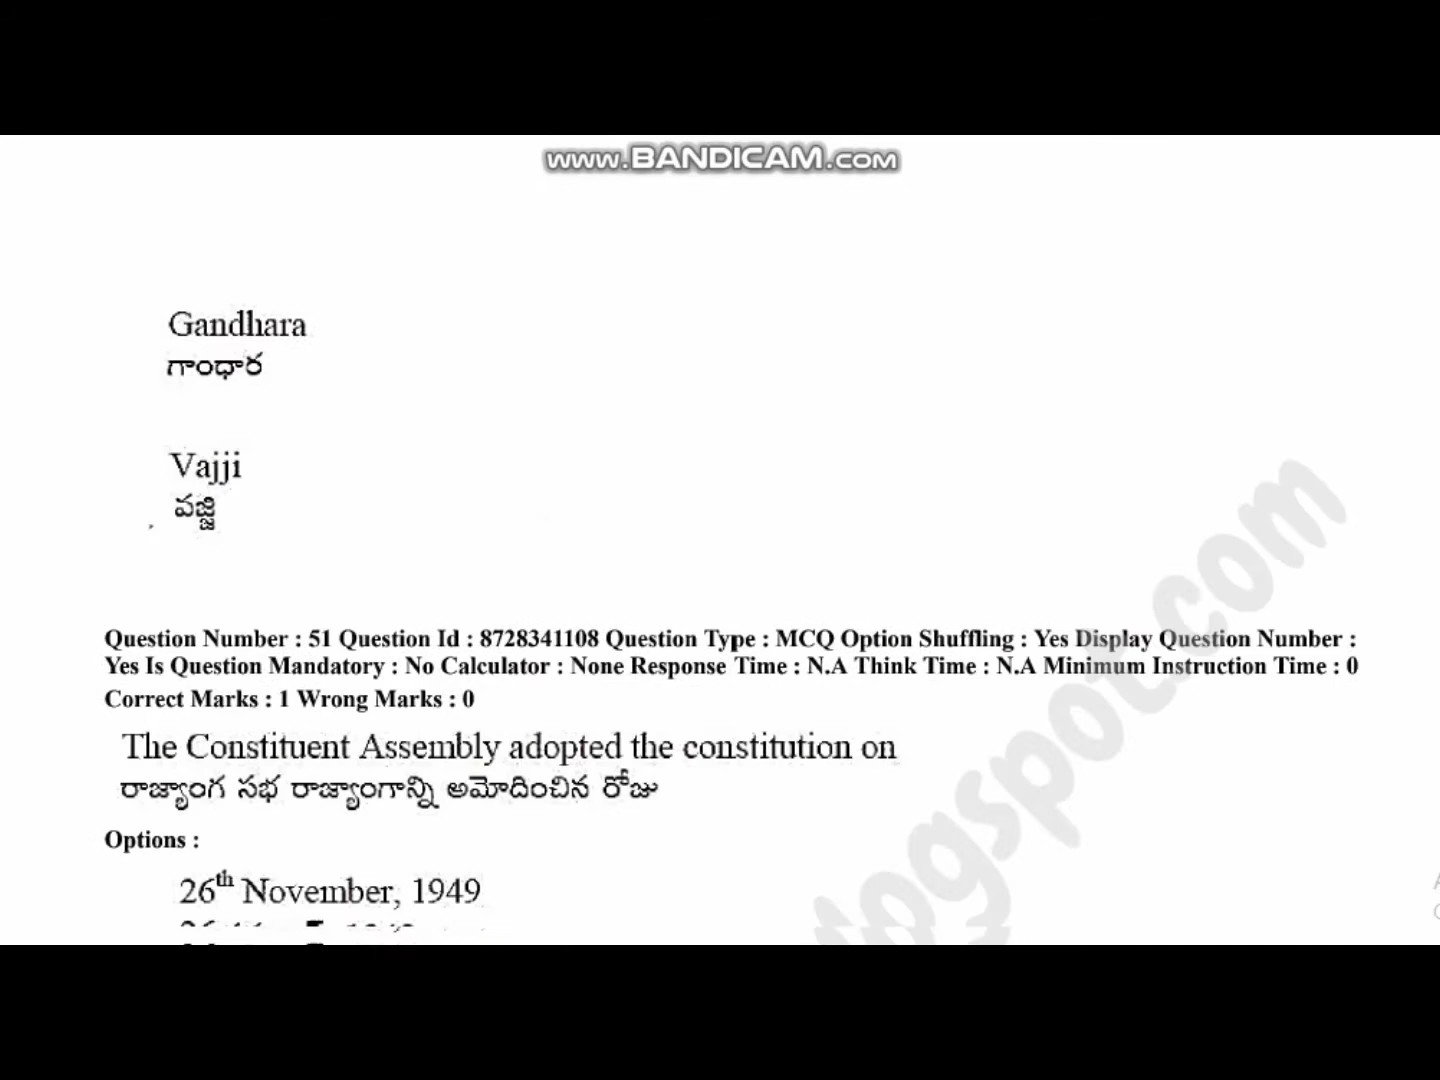 www.BANDICAM.com
Gandhara
గాంధార
Vajji
వజ్జి
Question Number : 51 Question Id : 8728341108 Question Type : MCQ Option Shuffling : Yes Display Question Number :
Yes Is Question Mandatory : No Calculator : None Response Time : N.A Think Time : N.A Minimum Instruction Time : 0
Correct Marks : 1 Wrong Marks : 0
The Constituent Assembly adopted the constitution on
రాజ్యాంగ సభ రాజ్యాంగాన్ని అమోదించిన రోజు
Options :
26th November, 1949